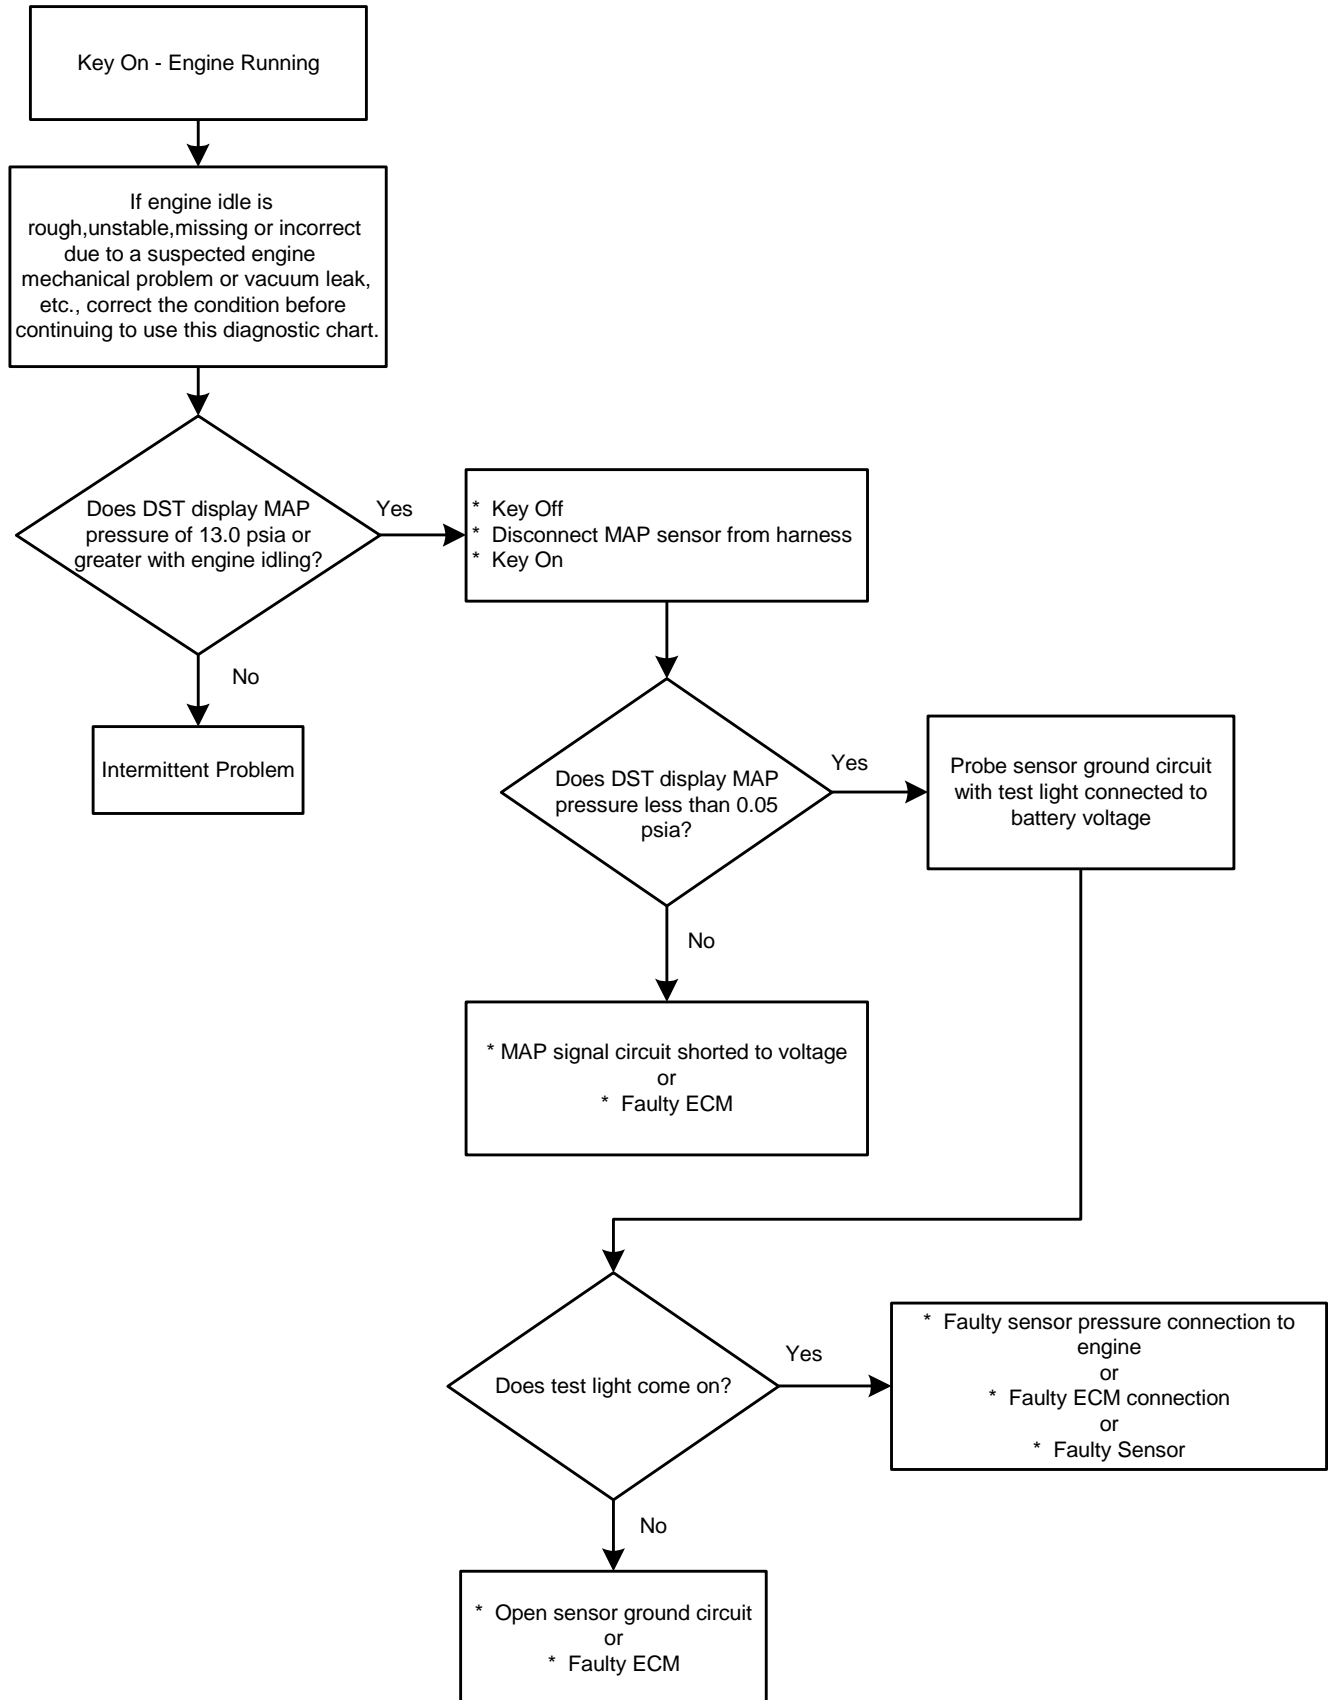 Key On - Engine Running
If engine idle is
rough,unstable,missing or incorrect
due to a suspected engine
mechanical problem or vacuum leak,
etc., correct the condition before
continuing to use this diagnostic chart.
Does DST display MAP
pressure of 13.0 psia or
greater with engine idling?
Yes
* Key Off
* Disconnect MAP sensor from harness
* Key On
No
Intermittent Problem
Does DST display MAP
pressure less than 0.05
psia?
Yes
Probe sensor ground circuit
with test light connected to
battery voltage
No
* MAP signal circuit shorted to voltage
or
* Faulty ECM
Does test light come on?
Yes
* Faulty sensor pressure connection to
engine
or
* Faulty ECM connection
or
* Faulty Sensor
No
* Open sensor ground circuit
or
* Faulty ECM